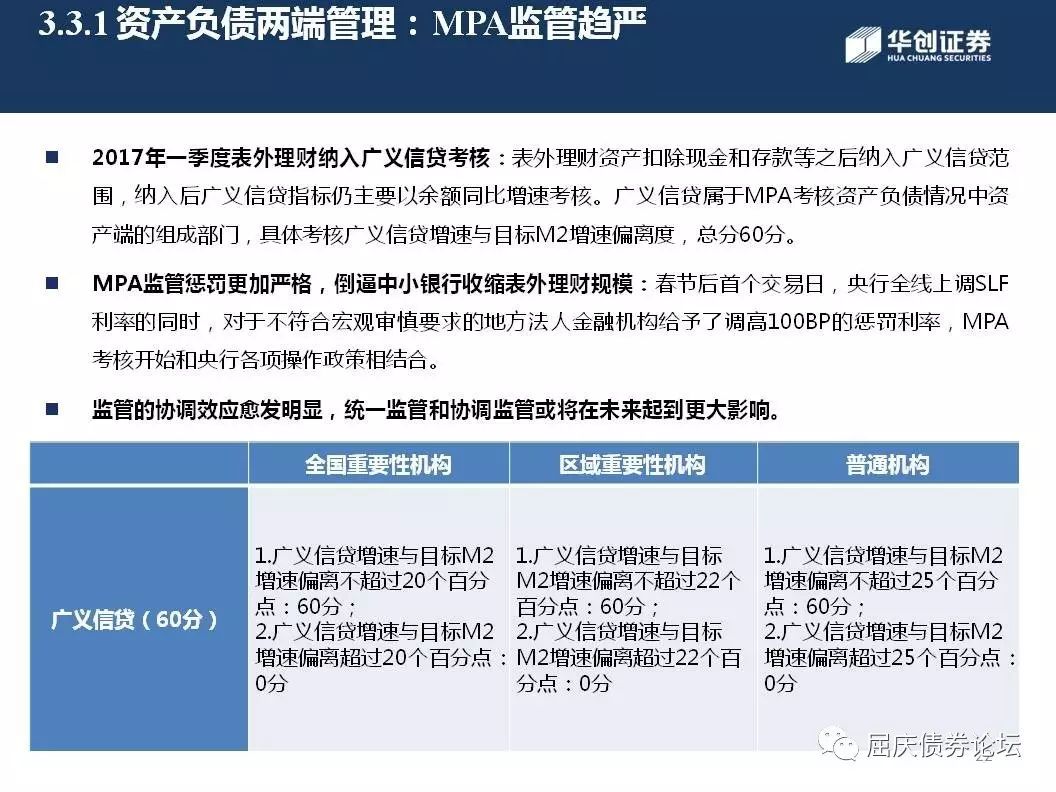 3.3.1 资产负债两端管理：MPA监管趋严
华创证券
HUA CHUANG SECURITIES
■ 2017年一季度表外理财纳入广义信贷考核：表外理财资产扣除现金和存款等之后纳入广义信贷范
围，纳入后广义信贷指标仍主要以余额同比增速考核。广义信贷属于MPA考核资产负债情况中资
产端的组成部门，具体考核广义信贷增速与目标M2增速偏离度，总分60分。
■ MPA监管惩罚更加严格，倒逼中小银行收缩表外理财规模：春节后首个交易日，央行全线上调SLF
利率的同时，对于不符合宏观审慎要求的地方法人金融机构给予了调高100BP的惩罚利率，MPA
考核开始和央行各项操作政策相结合。
■ 监管的协调效应愈发明显，统一监管和协调监管或将在未来起到更大影响。
全国重要性机构
区域重要性机构
普通机构
广义信贷（60分）
1.广义信贷增速与目标M2
增速偏离不超过20个百分
点：60分；
2.广义信贷增速与目标M2
增速偏离超过20个百分点：
0分
1.广义信贷增速与目标
M2增速偏离不超过22个
百分点：60分；
2.广义信贷增速与目标
M2增速偏离超过22个百
分点：0分
1.广义信贷增速与目标M2
增速偏离不超过25个百分
点：60分；
2.广义信贷增速与目标M2
增速偏离超过25个百分点：
0分
屈庆债券论坛
22